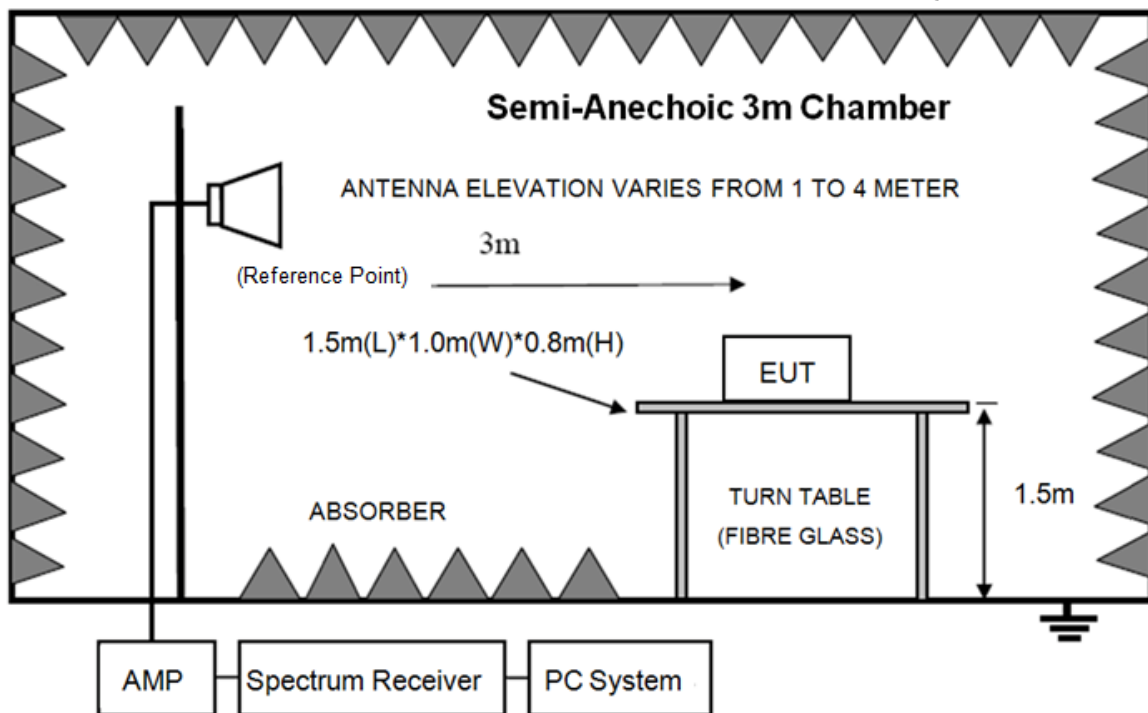 Semi-Anechoic 3m Chamber
ANTENNA ELEVATION VARIES FROM 1 TO 4 METER
3m
(Reference Point)
1.5m(L)*1.0m(W)*0.8m(H)
EUT
TURN TABLE
(FIBRE GLASS)
1.5m
ABSORBER
AMP
Spectrum Receiver
PC System